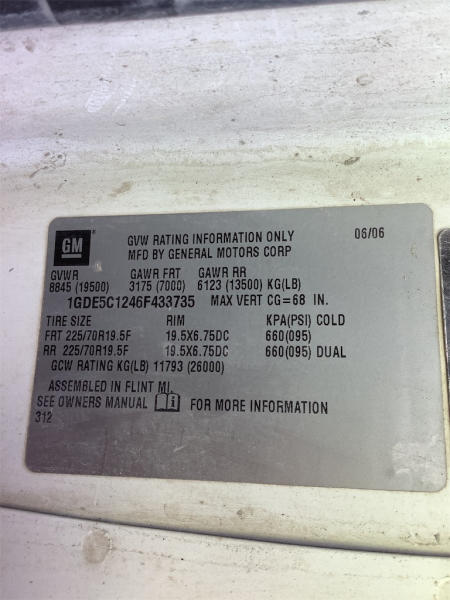 GM
GVW RATING INFORMATION ONLY 06/06
MFD BY GENERAL MOTORS CORP
GVWR GAWR FRT GAWR RR
8845 (19500) 3175 (7000) 6123 (13500) KG(LB)
1GDE5C1246F433735 MAX VERT CG=68 IN.
TIRE SIZE RIM KPA(PSI) COLD
FRT 225/70R19.5F 19.5X6.75DC 660(095)
RR 225/70R19.5F 19.5X6.75DC 660(095) DUAL
GCW RATING KG(LB) 11793 (26000)
ASSEMBLED IN FLINT MI.
SEE OWNERS MANUAL i FOR MORE INFORMATION
312